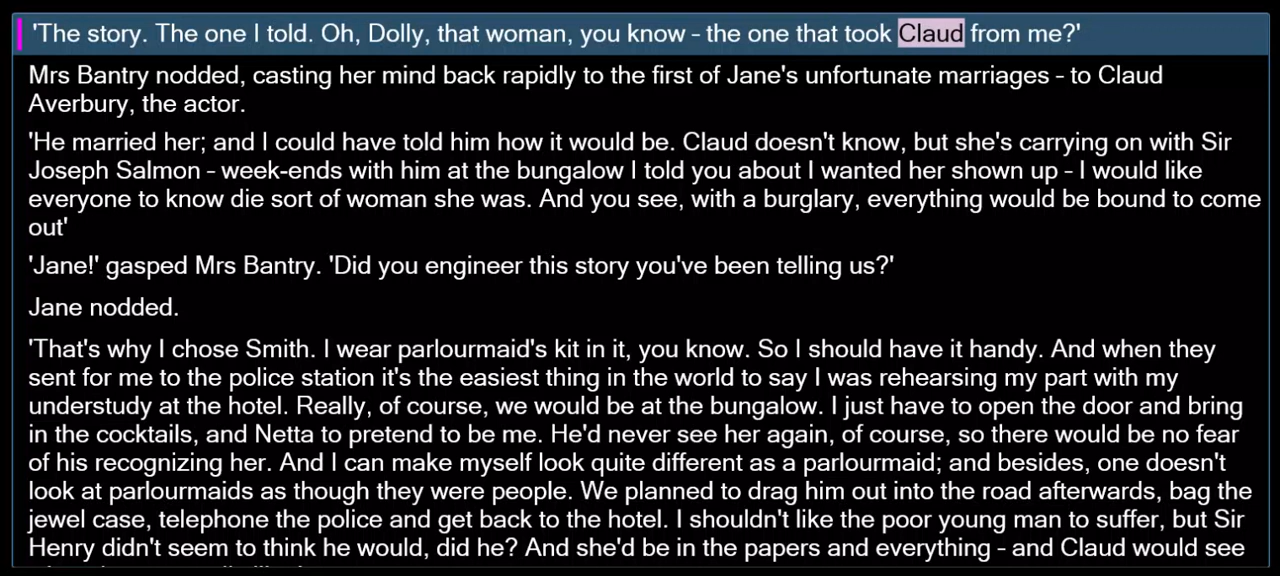 'The story. The one I told. Oh, Dolly, that woman, you know – the one that took Claud from me?'
Mrs Bantry nodded, casting her mind back rapidly to the first of Jane's unfortunate marriages – to Claud
Averbury, the actor.
'He married her; and I could have told him how it would be. Claud doesn't know, but she's carrying on with Sir
Joseph Salmon – week-ends with him at the bungalow I told you about I wanted her shown up – I would like
everyone to know die sort of woman she was. And you see, with a burglary, everything would be bound to come
out'
'Jane!' gasped Mrs Bantry. 'Did you engineer this story you've been telling us?'
Jane nodded.
'That's why I chose Smith. I wear parlourmaid's kit in it, you know. So I should have it handy. And when they
sent for me to the police station it's the easiest thing in the world to say I was rehearsing my part with my
understudy at the hotel. Really, of course, we would be at the bungalow. I just have to open the door and bring
in the cocktails, and Netta to pretend to be me. He'd never see her again, of course, so there would be no fear
of his recognizing her. And I can make myself look quite different as a parlourmaid; and besides, one doesn't
look at parlourmaids as though they were people. We planned to drag him out into the road afterwards, bag the
jewel case, telephone the police and get back to the hotel. I shouldn't like the poor young man to suffer, but Sir
Henry didn't seem to think he would, did he? And she'd be in the papers and everything – and Claud would see